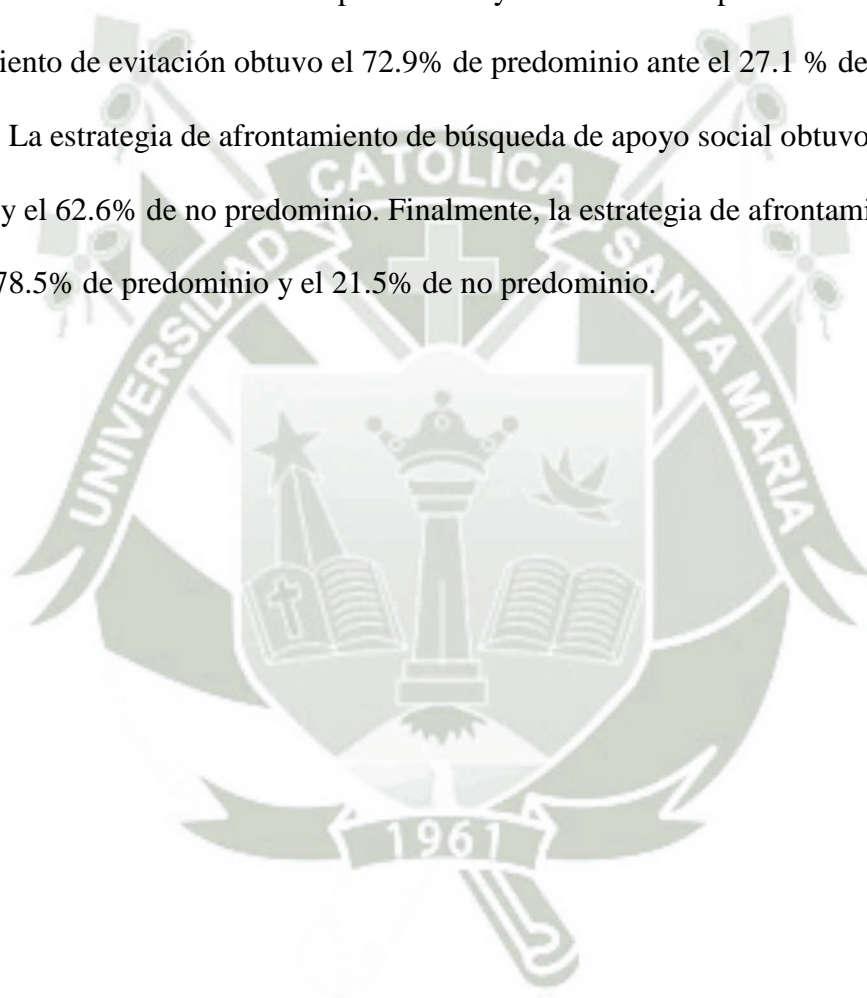 iento de evitación obtuvo el 72.9% de predominio ante el 27.1 % de
La estrategia de afrontamiento de búsqueda de apoyo social obtuvo
y el 62.6% de no predominio. Finalmente, la estrategia de afrontami
78.5% de predominio y el 21.5% de no predominio.
UNIVERSIDAD CATÓLICA SANTA MARIA
1961